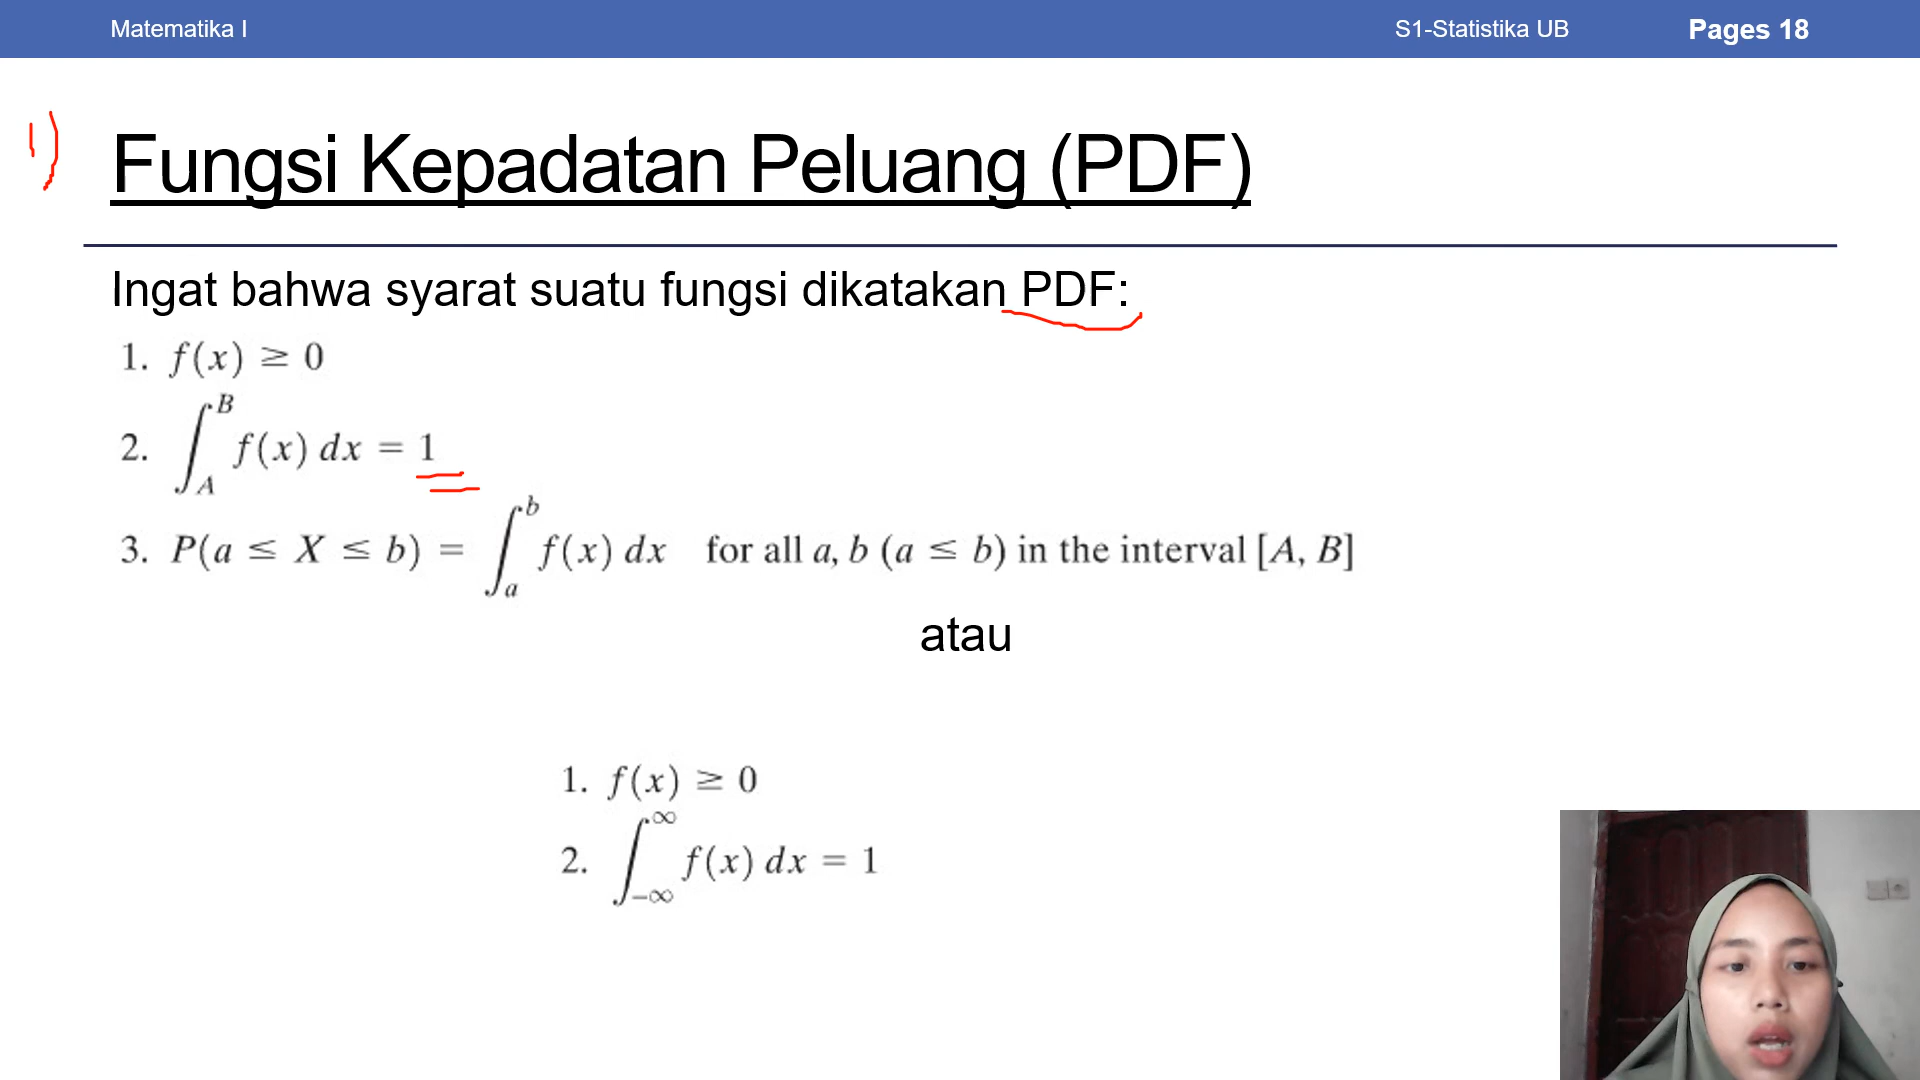 Matematika I
S1-Statistika UB
Pages 18
1)
Fungsi Kepadatan Peluang (PDF)
Ingat bahwa syarat suatu fungsi dikatakan PDF:
1. f(x) ≥ 0
2. ∫_A^B f(x) dx = 1
3. P(a ≤ X ≤ b) = ∫_a^b f(x) dx for all a, b (a ≤ b) in the interval [A, B]
atau
1. f(x) ≥ 0
2. ∫_{-∞}^{∞} f(x) dx = 1